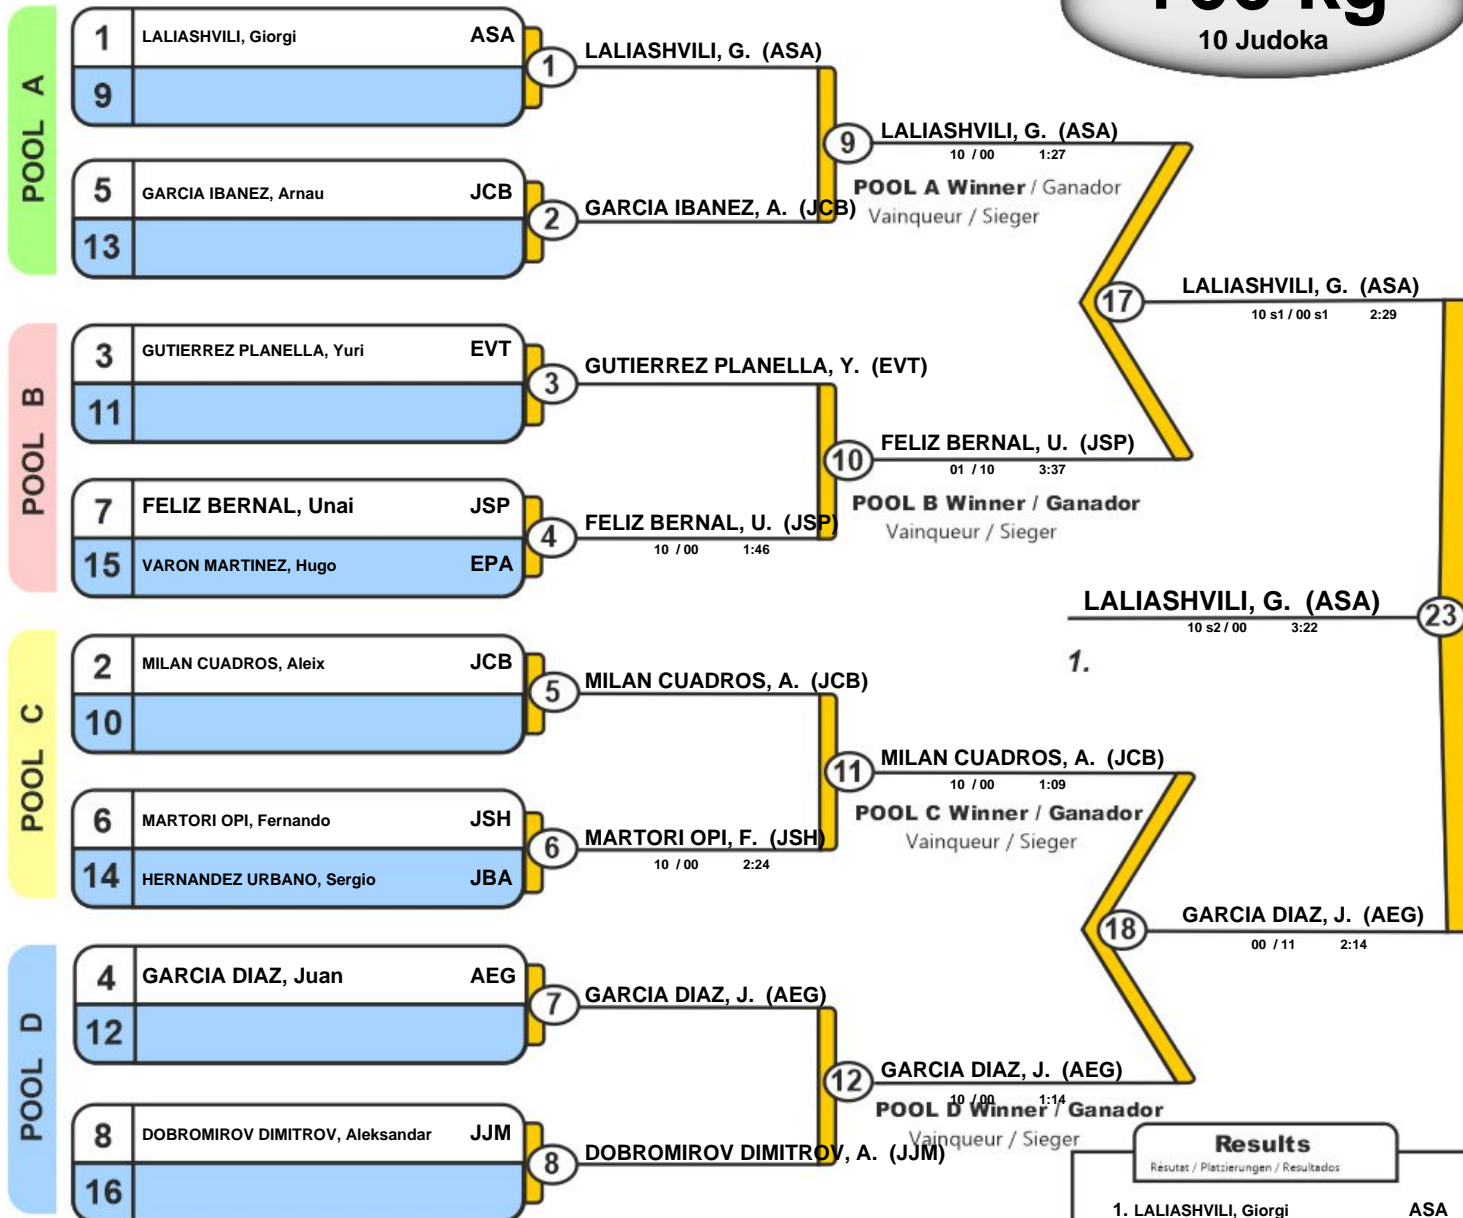 10 Judoka
POOL A
1 LALIASHVILI, Giorgi ASA
9
5 GARCIA IBANEZ, Arnau JCB
13
1 LALIASHVILI, G. (ASA)
2 GARCIA IBANEZ, A. (JCB)
9 LALIASHVILI, G. (ASA)
10 / 00 1:27
POOL A Winner / Ganador
Vainqueur / Sieger
POOL B
3 GUTIERREZ PLANELLA, Yuri EVT
11
7 FELIZ BERNAL, Unai JSP
15 VARON MARTINEZ, Hugo EPA
3 GUTIERREZ PLANELLA, Y. (EVT)
4 FELIZ BERNAL, U. (JSP)
10 / 00 1:46
10 FELIZ BERNAL, U. (JSP)
01 / 10 3:37
POOL B Winner / Ganador
Vainqueur / Sieger
17 LALIASHVILI, G. (ASA)
10 s1 / 00 s1 2:29
LALIASHVILI, G. (ASA) 23
10 s2 / 00 3:22
1.
POOL C
2 MILAN CUADROS, Aleix JCB
10
6 MARTORI OPI, Fernando JSH
14 HERNANDEZ URBANO, Sergio JBA
5 MILAN CUADROS, A. (JCB)
6 MARTORI OPI, F. (JSH)
10 / 00 2:24
11 MILAN CUADROS, A. (JCB)
10 / 00 1:09
POOL C Winner / Ganador
Vainqueur / Sieger
18 GARCIA DIAZ, J. (AEG)
00 / 11 2:14
POOL D
4 GARCIA DIAZ, Juan AEG
12
8 DOBROMIROV DIMITROV, Aleksandar JJM
16
7 GARCIA DIAZ, J. (AEG)
8 DOBROMIROV DIMITROV, A. (JJM)
12 GARCIA DIAZ, J. (AEG)
10 / 00 1:14
POOL D Winner / Ganador
Vainqueur / Sieger
Results
Résutat / Platzierungen / Resultados
1. LALIASHVILI, Giorgi ASA